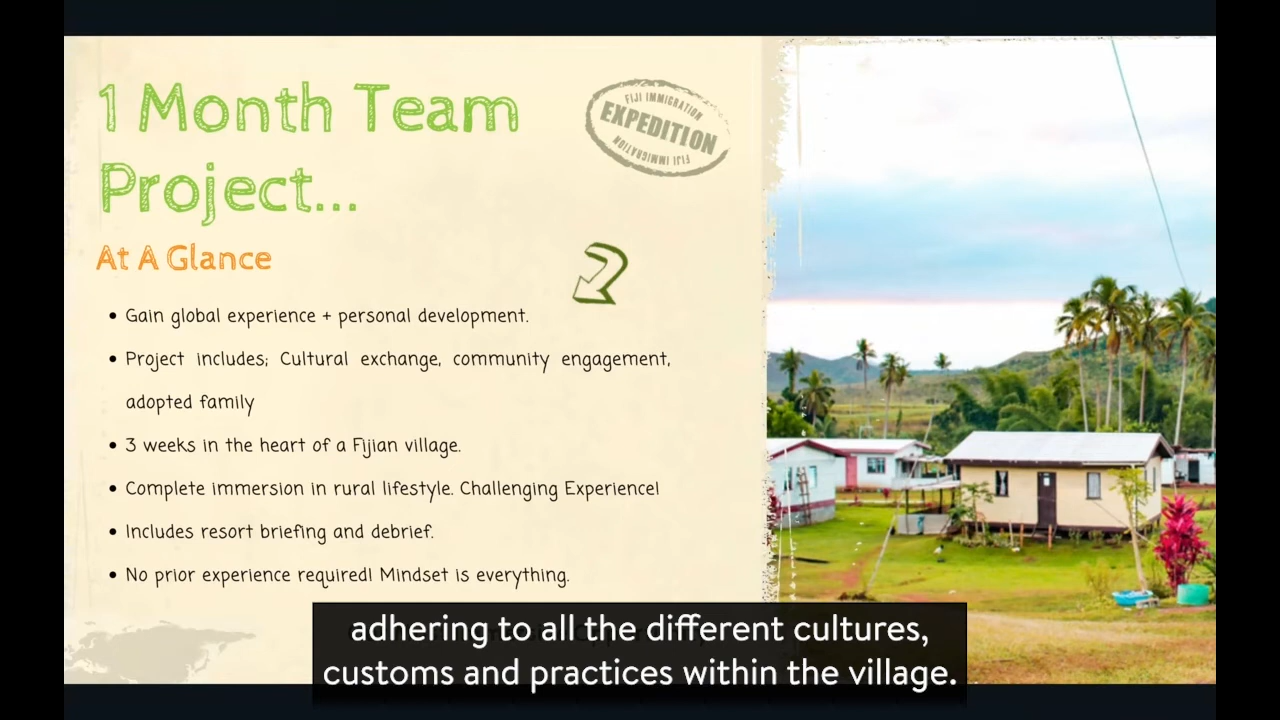 1 Month Team
Project...
FIJI IMMIGRATION
EXPEDITION
FIJI IMMIGRATION
At A Glance
• Gain global experience + personal development.
• Project includes; Cultural exchange, community engagement,
adopted family
• 3 weeks in the heart of a Fijian village.
• Complete immersion in rural lifestyle. Challenging Experience!
• Includes resort briefing and debrief.
• No prior experience required! Mindset is everything.
adhering to all the different cultures,
customs and practices within the village.